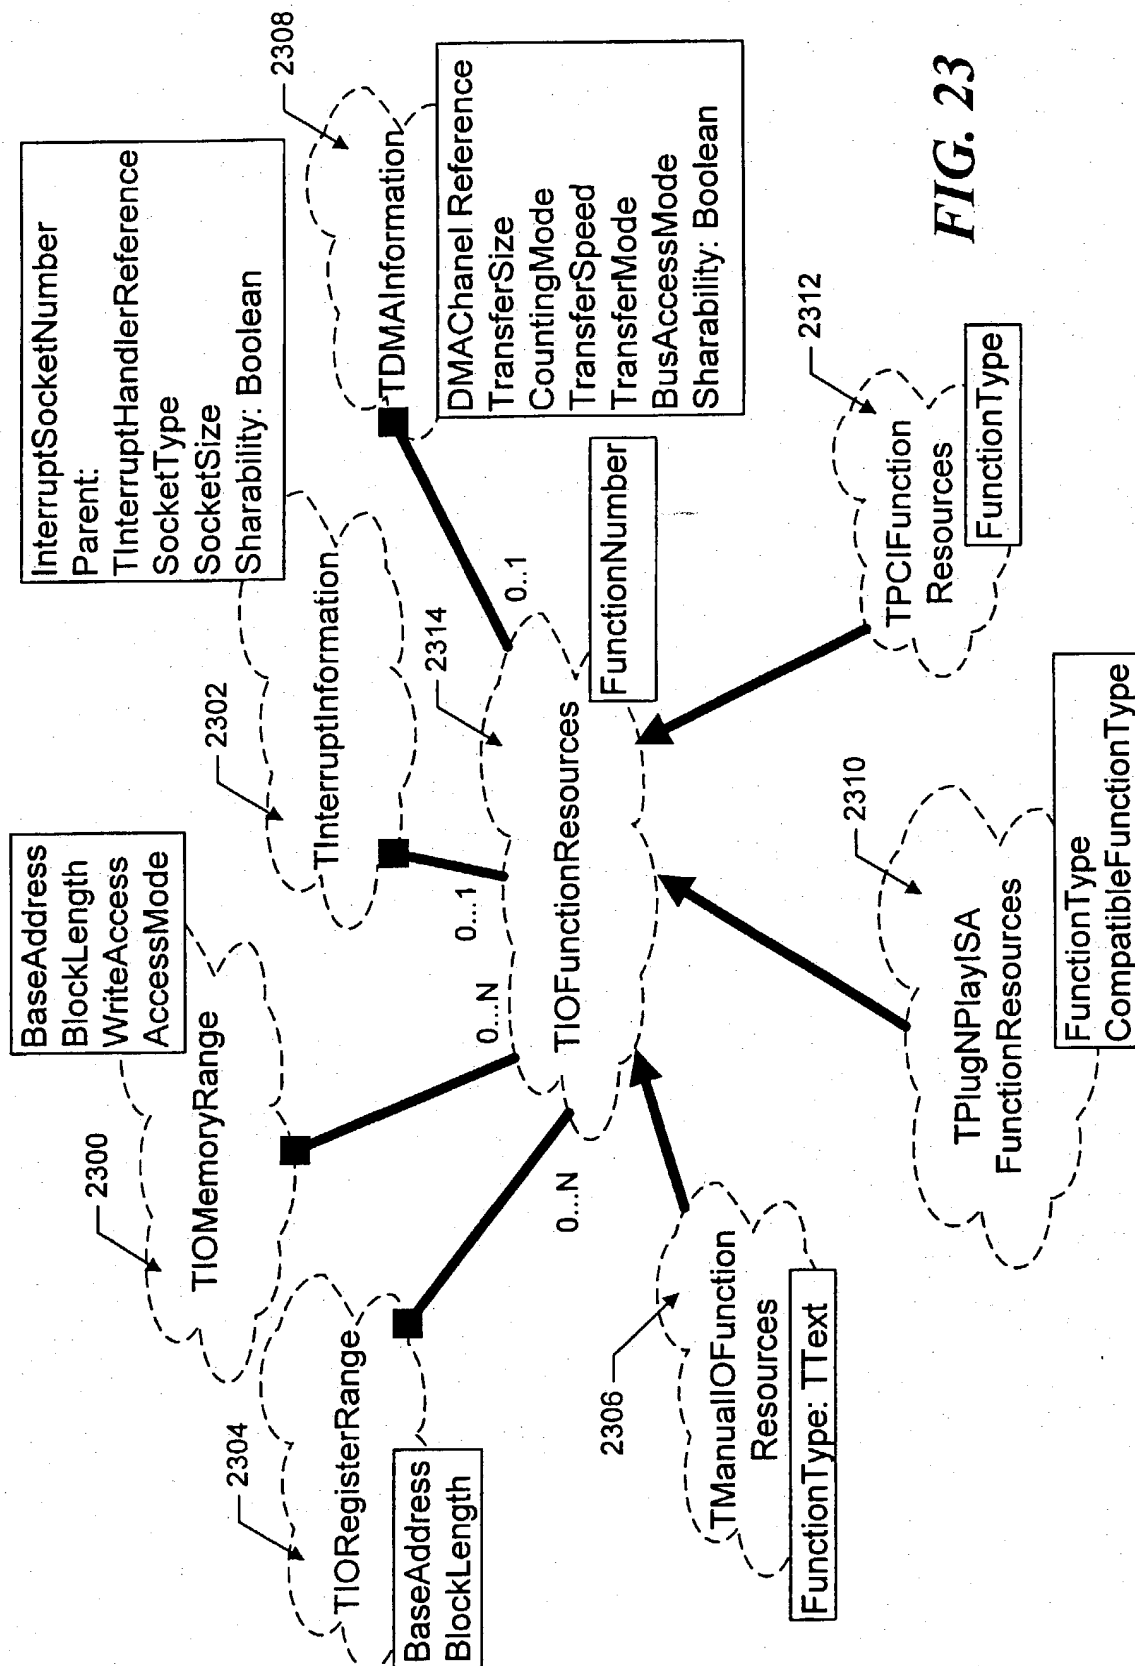 2300
TIOMemoryRange
BaseAddress
BlockLength
WriteAccess
AccessMode
2302
TInterruptInformation
InterruptSocketNumber
Parent:
TInterruptHandlerReference
SocketType
SocketSize
Sharability: Boolean
2304
TIORegisterRange
BaseAddress
BlockLength
2308
TDMAInformation
DMAChanel Reference
TransferSize
CountingMode
TransferSpeed
TransferMode
BusAccessMode
Sharability: Boolean
0...N
0...N
0...1
0..1
2314
TIOFunctionResources
FunctionNumber
2306
TManualIOFunction
Resources
FunctionType: TText
2310
TPlugNPlayISA
FunctionResources
FunctionType
CompatibleFunctionType
2312
TPCIFunction
Resources
FunctionType
FIG. 23